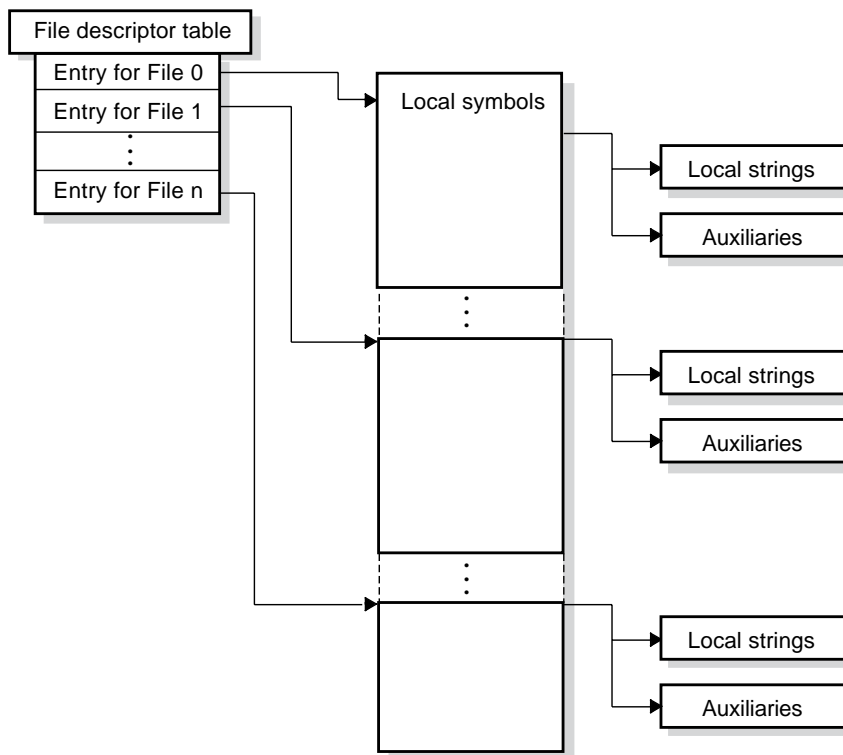 File descriptor table
Entry for File 0
Entry for File 1
Entry for File n
Local symbols
Local strings
Auxiliaries
Local strings
Auxiliaries
Local strings
Auxiliaries